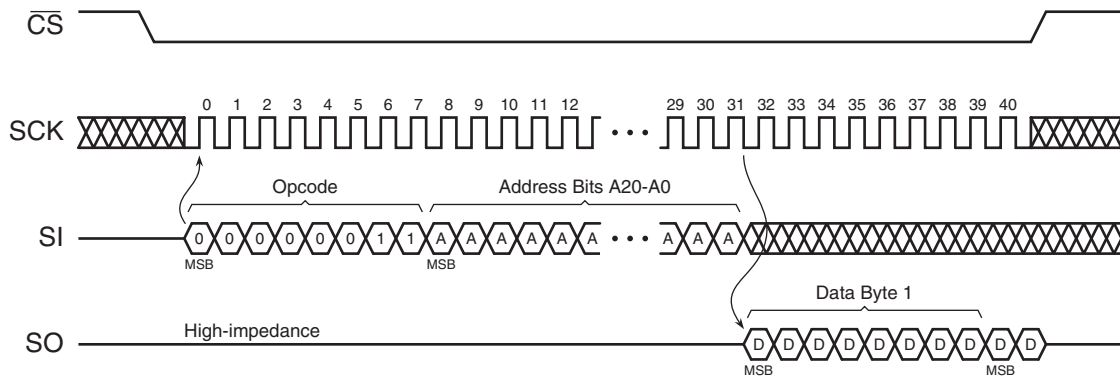 CS
0 1 2 3 4 5 6 7 8 9 10 11 12 29 30 31 32 33 34 35 36 37 38 39 40
SCK
Opcode Address Bits A20-A0
SI 0 0 0 0 0 0 1 1 A A A A A A A A A
MSB MSB
Data Byte 1
High-impedance
SO D D D D D D D D D D
MSB MSB